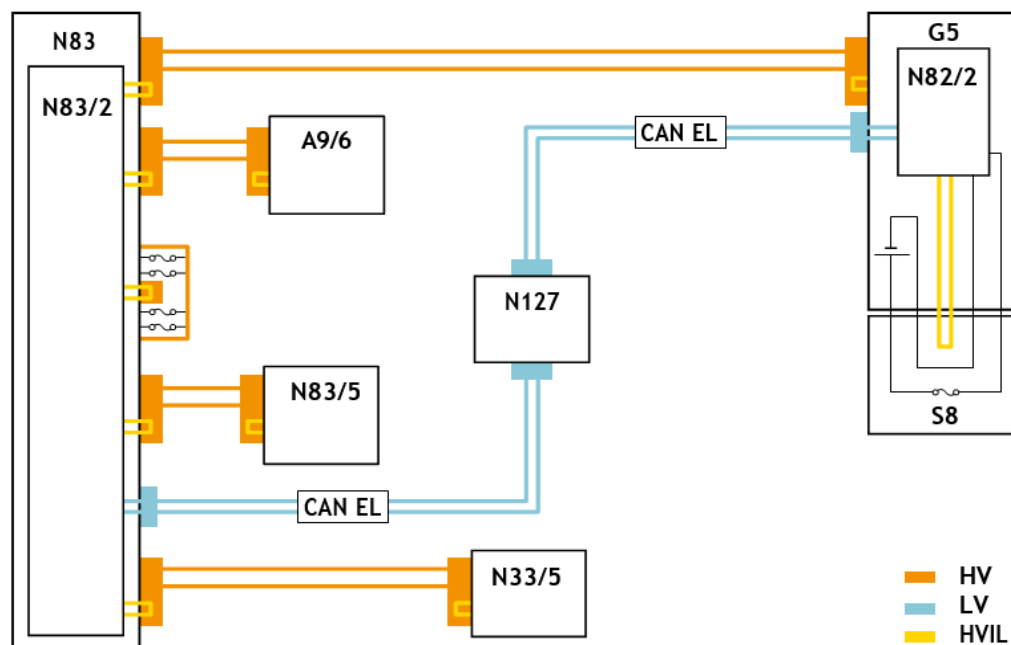 N83
G5
N82/2
N83/2
A9/6
CAN EL
N127
N83/5
S8
CAN EL
N33/5
HV
LV
HVIL